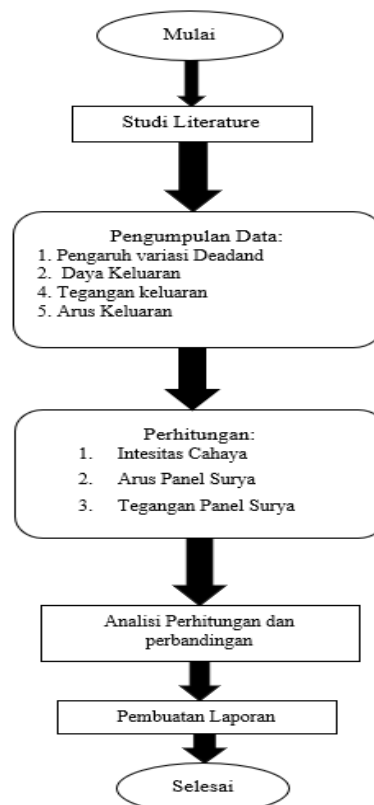 Mulai
Studi Literature
Pengumpulan Data:
1. Pengaruh variasi Deadand
2. Daya Keluaran
4. Tegangan keluaran
5. Arus Keluaran
Perhitungan:
1. Intesitas Cahaya
2. Arus Panel Surya
3. Tegangan Panel Surya
Analisi Perhitungan dan
perbandingan
Pembuatan Laporan
Selesai